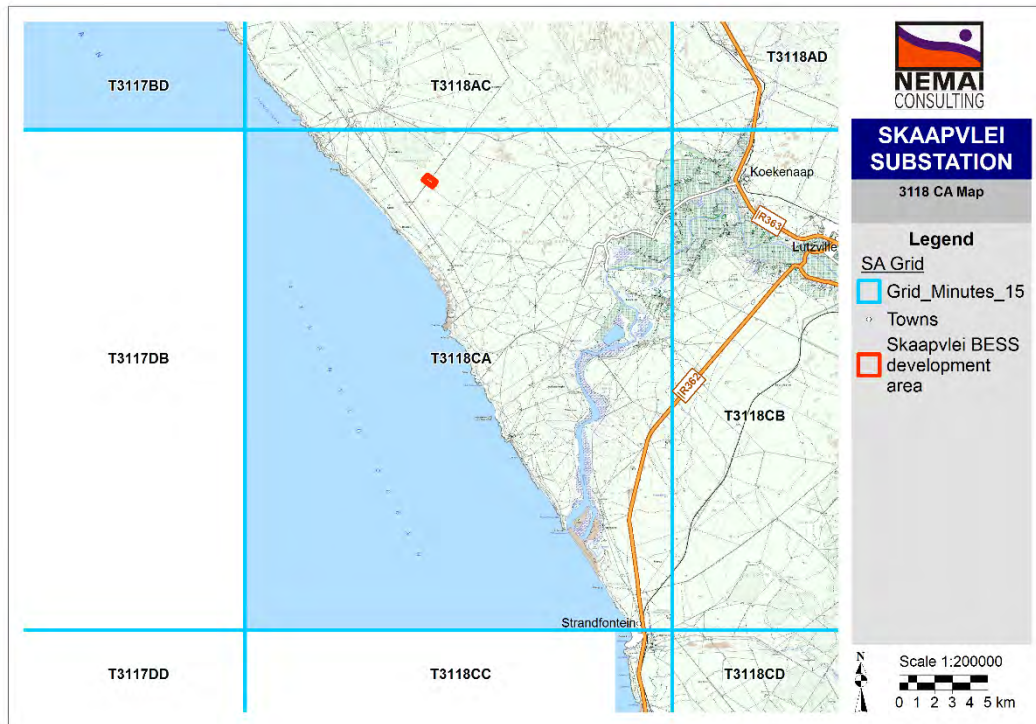 T3117BD
T3118AC
T3118AD
Koekenaap
R363
Lutzville
T3117DB
T3118CA
R362
T3118CB
Strandfontein
T3117DD
T3118CC
T3118CD
NEMAI
CONSULTING
SKAAPVLEI
SUBSTATION
3118 CA Map
Legend
SA Grid
Grid_Minutes_15
Towns
Skaapvlei BESS
development
area
N
Scale 1:200000
0 1 2 3 4 5 km